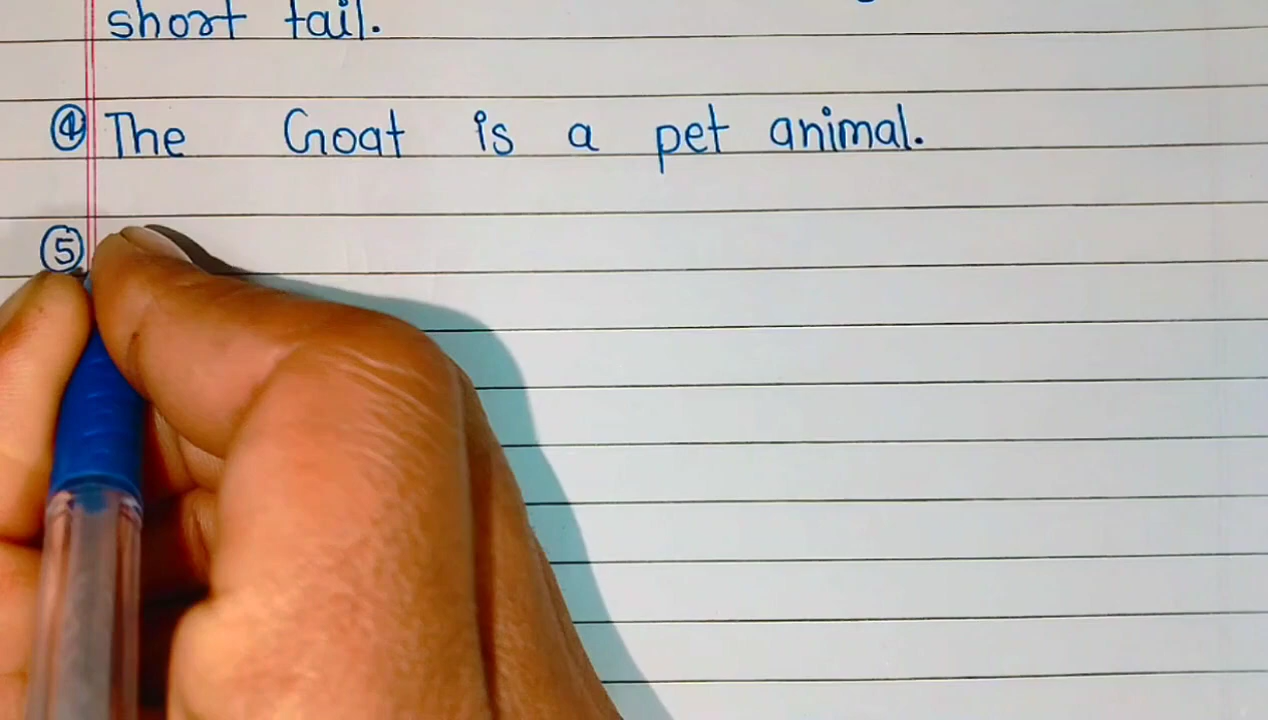 short tail.
④ The Goat is a pet animal.
⑤